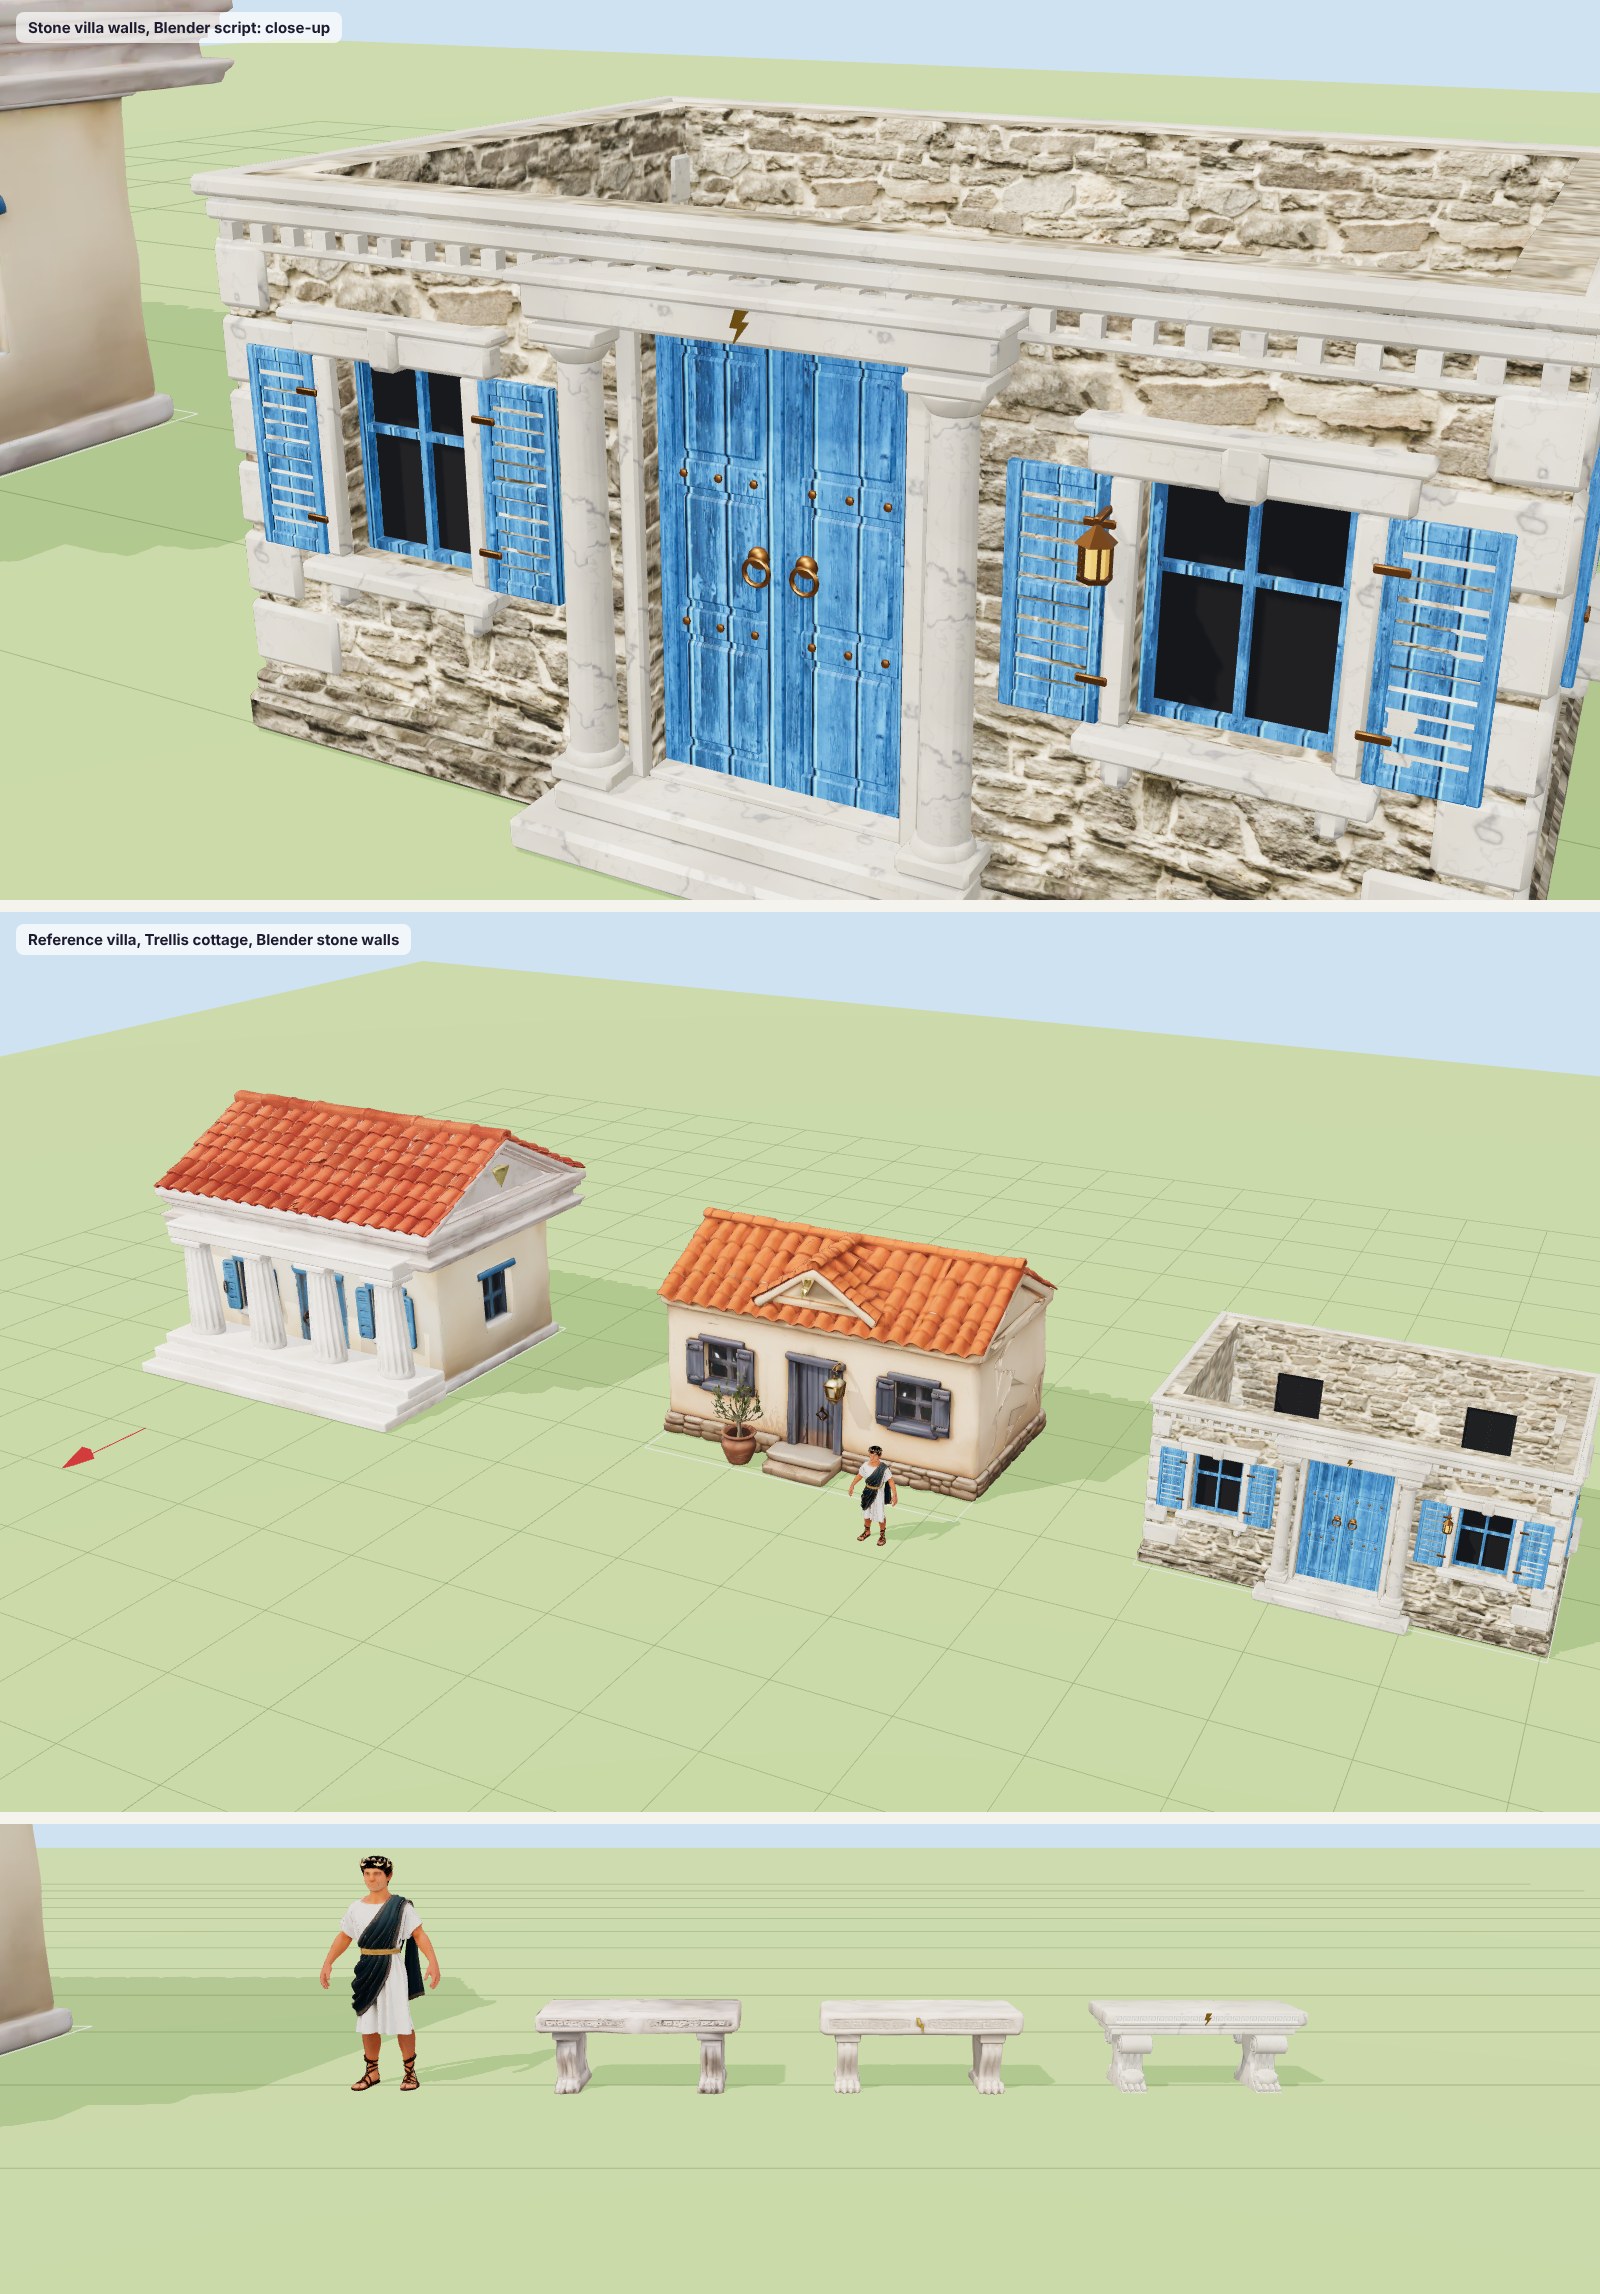 Stone villa walls, Blender script: close-up
Reference villa, Trellis cottage, Blender stone walls